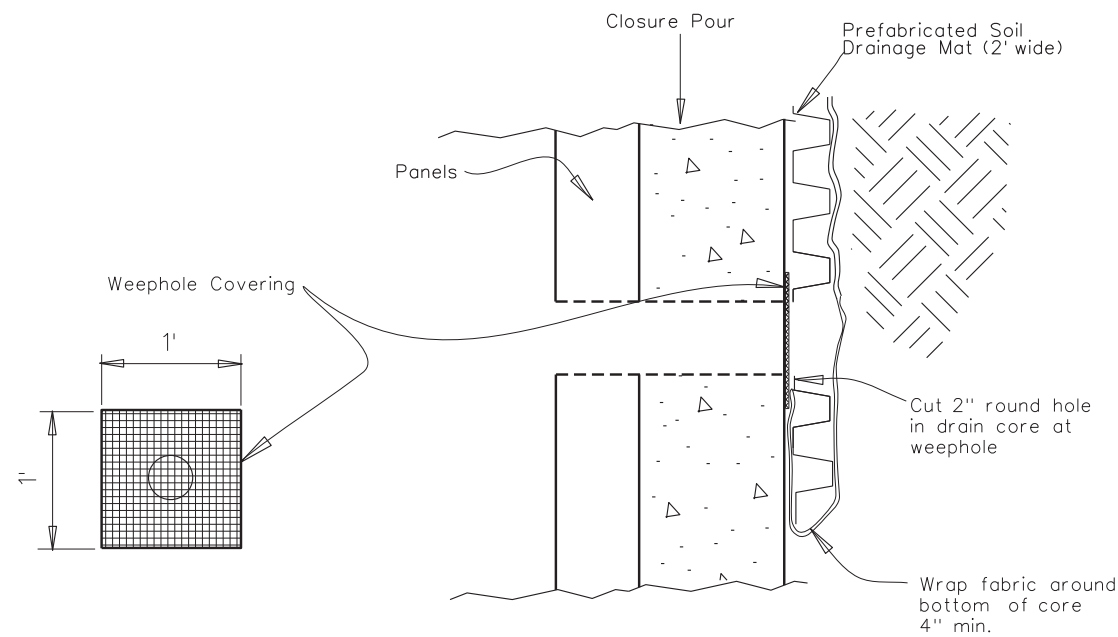 Closure Pour
Prefabricated Soil
Drainage Mat (2' wide)
Panels
Weephole Covering
1'
1'
Cut 2" round hole
in drain core at
weephole
Wrap fabric around
bottom of core
4" min.